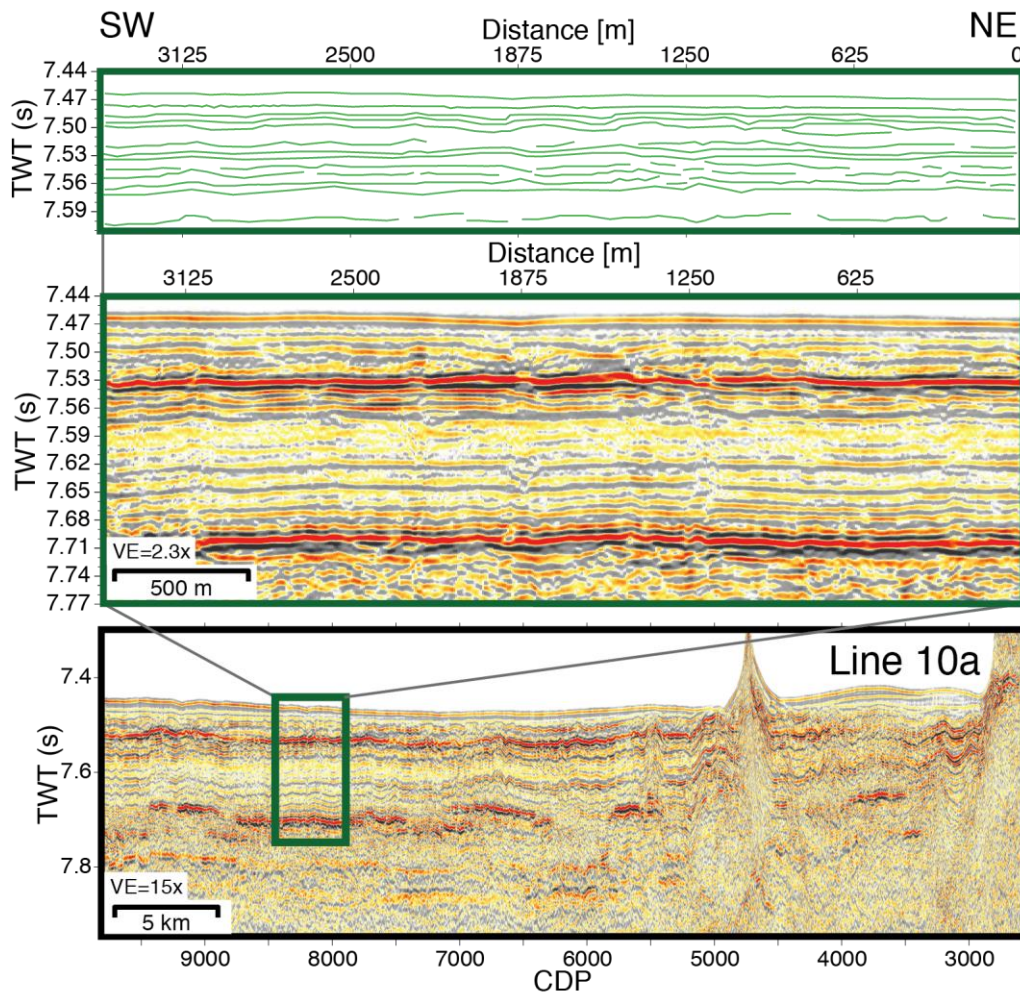 SW Distance [m] NE
3125 2500 1875 1250 625 0
7.44
7.47
7.50
7.53
7.56
7.59
TWT (s)
Distance [m]
3125 2500 1875 1250 625
7.44
7.47
7.50
7.53
7.56
7.59
7.62
7.65
7.68
7.71
7.74
7.77
TWT (s)
VE=2.3x
500 m
Line 10a
7.4
7.6
7.8
TWT (s)
VE=15x
5 km
9000 8000 7000 6000 5000 4000 3000
CDP